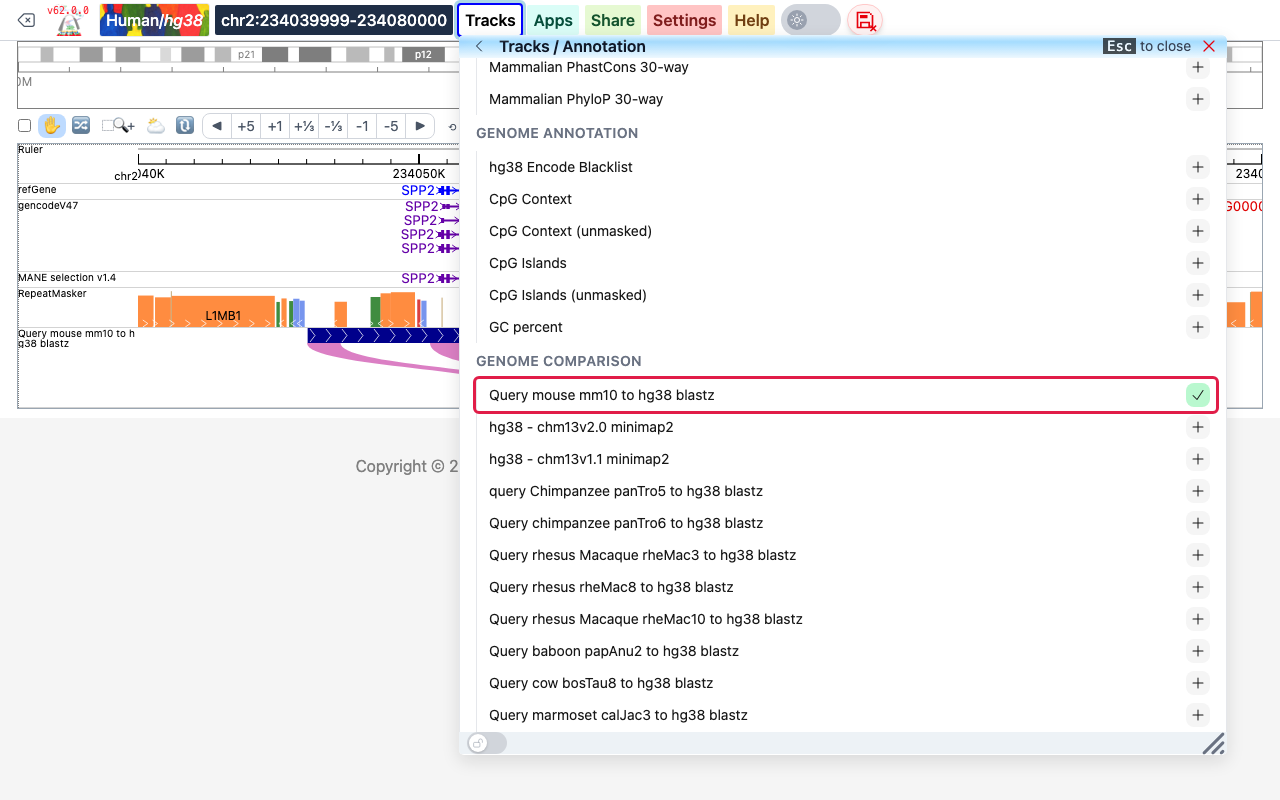 v62.0.0
Human/hg38
chr2:234039999-234080000
Tracks
Apps
Share
Settings
Help
Tracks / Annotation
Esc to close
p21
p12
0M
Mammalian PhastCons 30-way
Mammalian PhyloP 30-way
+5
+1
+⅓
-⅓
-1
-5
GENOME ANNOTATION
hg38 Encode Blacklist
CpG Context
CpG Context (unmasked)
CpG Islands
CpG Islands (unmasked)
GC percent
GENOME COMPARISON
Query mouse mm10 to hg38 blastz
hg38 - chm13v2.0 minimap2
hg38 - chm13v1.1 minimap2
query Chimpanzee panTro5 to hg38 blastz
Query chimpanzee panTro6 to hg38 blastz
Query rhesus Macaque rheMac3 to hg38 blastz
Query rhesus rheMac8 to hg38 blastz
Query rhesus Macaque rheMac10 to hg38 blastz
Query baboon papAnu2 to hg38 blastz
Query cow bosTau8 to hg38 blastz
Query marmoset calJac3 to hg38 blastz
Ruler
chr2
040K
234050K
2340
refGene
SPP2
gencodeV47
SPP2
SPP2
SPP2
SPP2
G0000
MANE selection v1.4
SPP2
RepeatMasker
L1MB1
Query mouse mm10 to h
g38 blastz
Copyright © 2